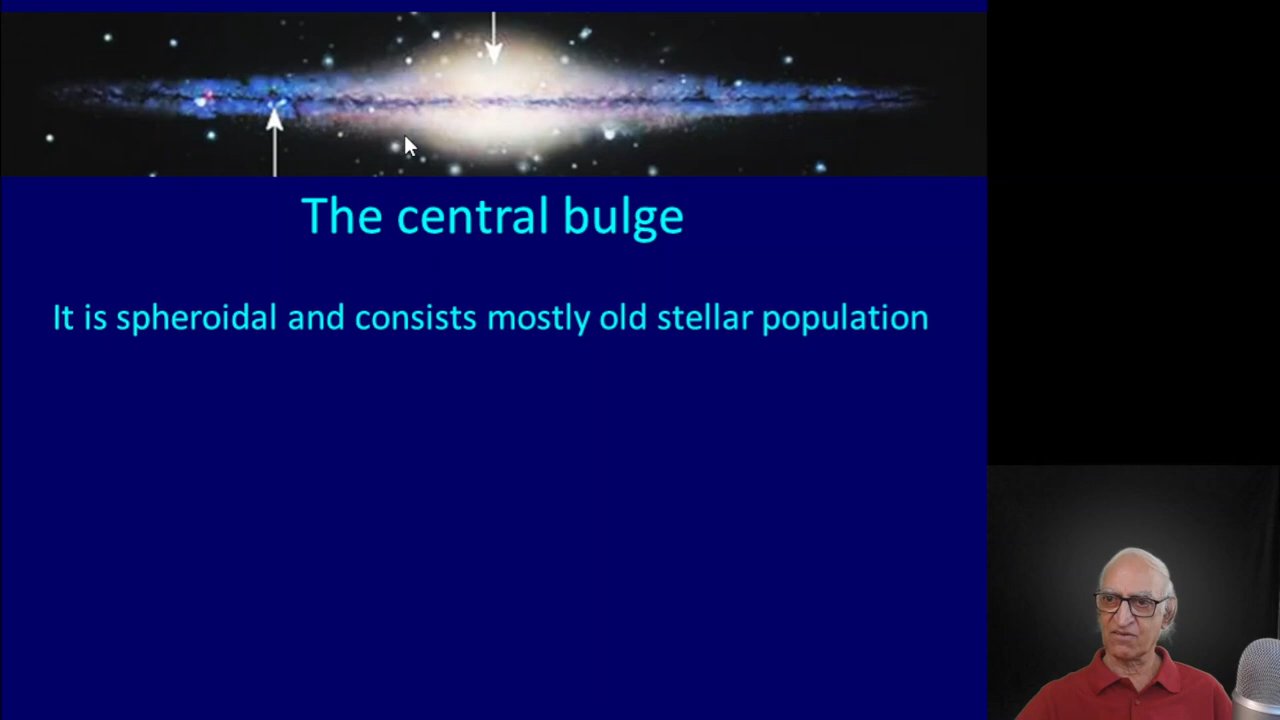 The central bulge
It is spheroidal and consists mostly old stellar population